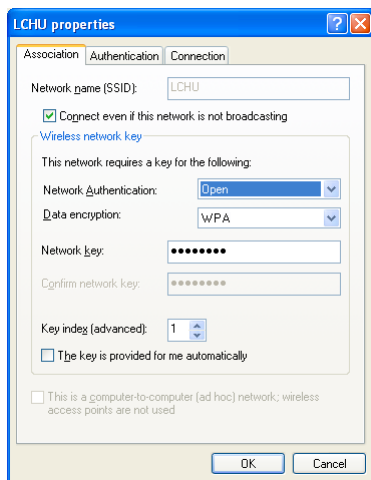 LCHU properties
Association Authentication Connection
Network name (SSID): LCHU
Connect even if this network is not broadcasting
Wireless network key
This network requires a key for the following:
Network Authentication: Open
Data encryption: WPA
Network key: ••••••••
Confirm network key: ••••••••
Key index (advanced): 1
The key is provided for me automatically
This is a computer-to-computer (ad hoc) network; wireless
access points are not used
OK Cancel